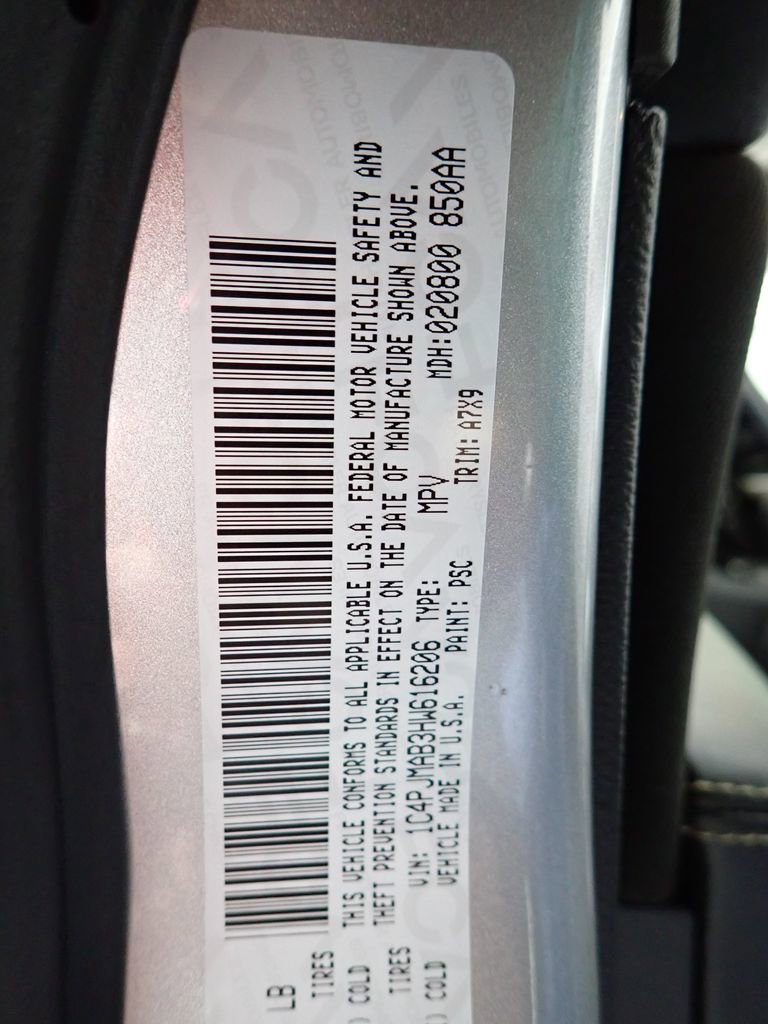 LB
TIRES
) COLD
TIRES
) COLD
THIS VEHICLE CONFORMS TO ALL APPLICABLE U.S.A. FEDERAL MOTOR VEHICLE SAFETY AND
THEFT PREVENTION STANDARDS IN EFFECT ON THE DATE OF MANUFACTURE SHOWN ABOVE.
VIN: 1C4PJMAB3HW616206 TYPE: MPV MDH:020800 850AA
VEHICLE MADE IN U.S.A. PAINT: PSC TRIM: A7X9